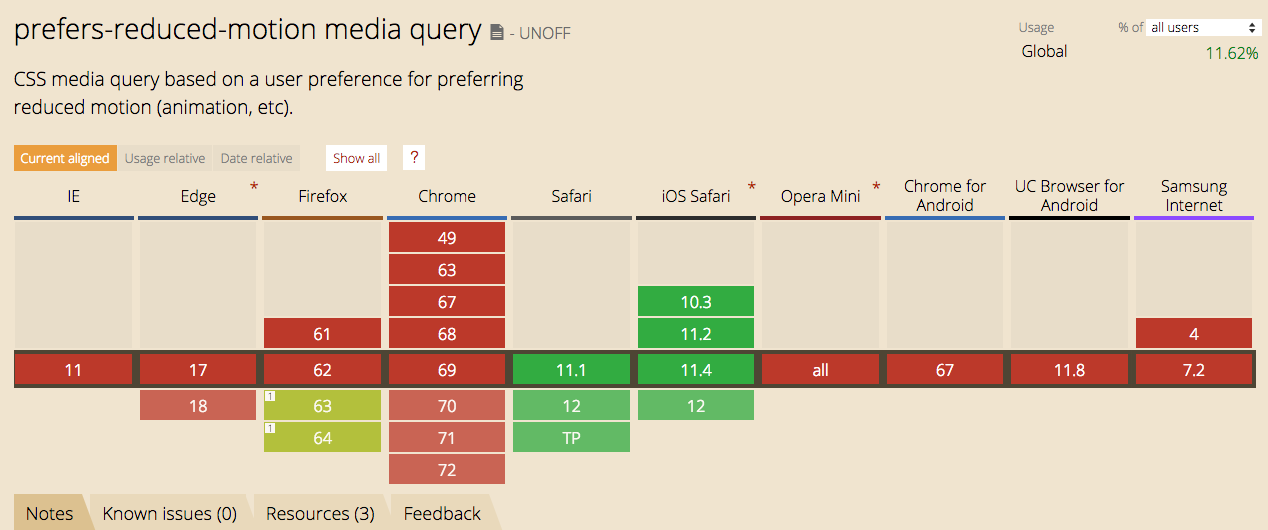 prefers-reduced-motion media query - UNOFF
Usage % of all users
Global 11.62%
CSS media query based on a user preference for preferring
reduced motion (animation, etc).
Current aligned Usage relative Date relative Show all ?
IE Edge * Firefox Chrome Safari iOS Safari * Opera Mini * Chrome for Android UC Browser for Android Samsung Internet
49
63
67 10.3
61 68 11.2 4
11 17 62 69 11.1 11.4 all 67 11.8 7.2
18 1 63 70 12 12
1 64 71 TP
72
Notes Known issues (0) Resources (3) Feedback